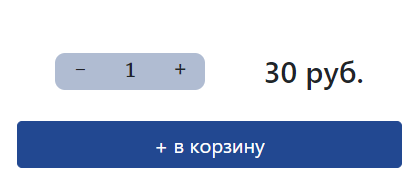 − 1 + 30 руб.
+ в корзину